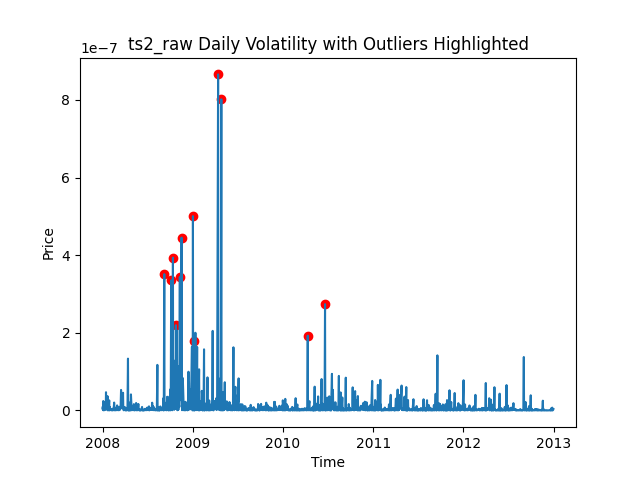 ts2_raw Daily Volatility with Outliers Highlighted
1e−7
8
6
4
2
0
Price
2008 2009 2010 2011 2012 2013
Time